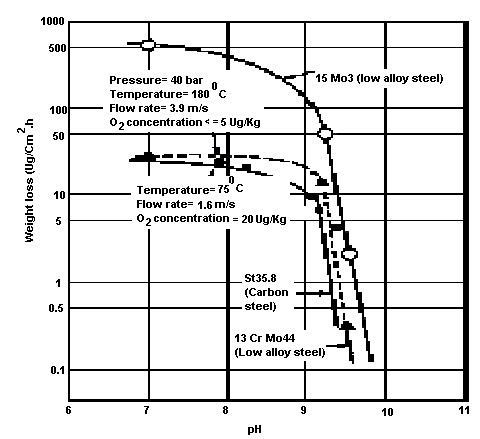 1000
500
15 Mo3 (low alloy steel)
Pressure= 40 bar
Temperature= 180 0 C
Flow rate= 3.9 m/s
O2 concentration <= 5 Ug/Kg
100
50
Weight loss (Ug/Cm2.h
Temperature= 75 0 C
Flow rate= 1.6 m/s
O2 concentration = 20 Ug/Kg
10
5
St35.8
(Carbon
steel)
1
0.5
13 Cr Mo44
(Low alloy steel)
0.1
6 7 8 9 10 11
pH